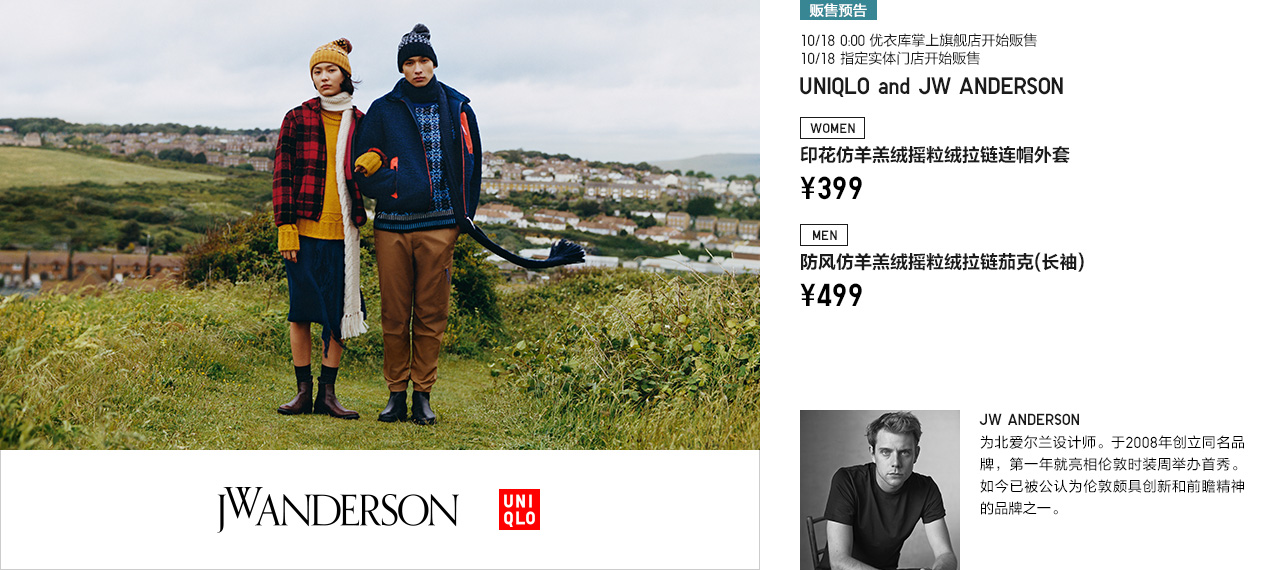 贩售预告
10/18 0:00 优衣库掌上旗舰店开始贩售
10/18 指定实体门店开始贩售
UNIQLO and JW ANDERSON
WOMEN
印花仿羊羔绒摇粒绒拉链连帽外套
¥399
MEN
防风仿羊羔绒摇粒绒拉链茄克(长袖)
¥499
JW ANDERSON
为北爱尔兰设计师。于2008年创立同名品
牌，第一年就亮相伦敦时装周举办首秀。
如今已被公认为伦敦颇具创新和前瞻精神
的品牌之一。
JWANDERSON
UNI
QLO